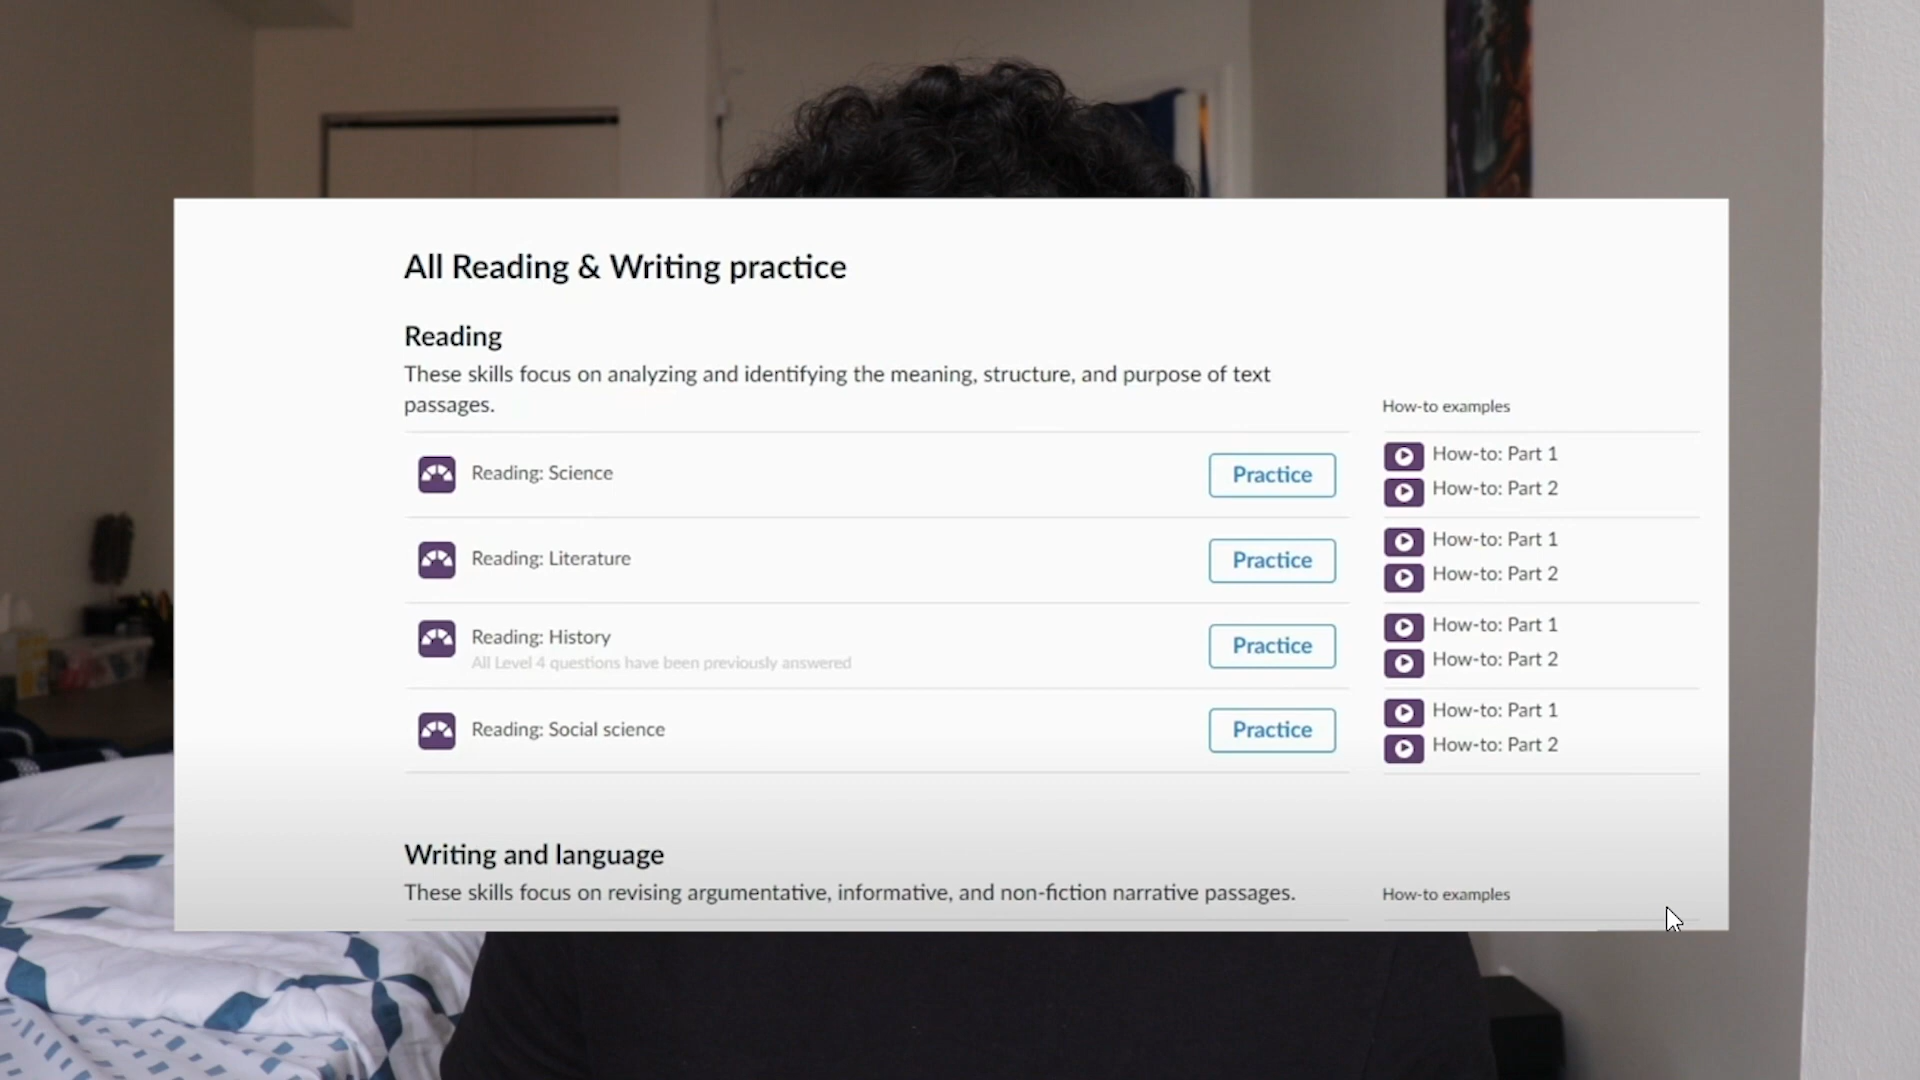 All Reading & Writing practice
Reading
These skills focus on analyzing and identifying the meaning, structure, and purpose of text
passages.
How-to examples
Reading: Science
Practice
How-to: Part 1
How-to: Part 2
Reading: Literature
Practice
How-to: Part 1
How-to: Part 2
Reading: History
All Level 4 questions have been previously answered
Practice
How-to: Part 1
How-to: Part 2
Reading: Social science
Practice
How-to: Part 1
How-to: Part 2
Writing and language
These skills focus on revising argumentative, informative, and non-fiction narrative passages.
How-to examples